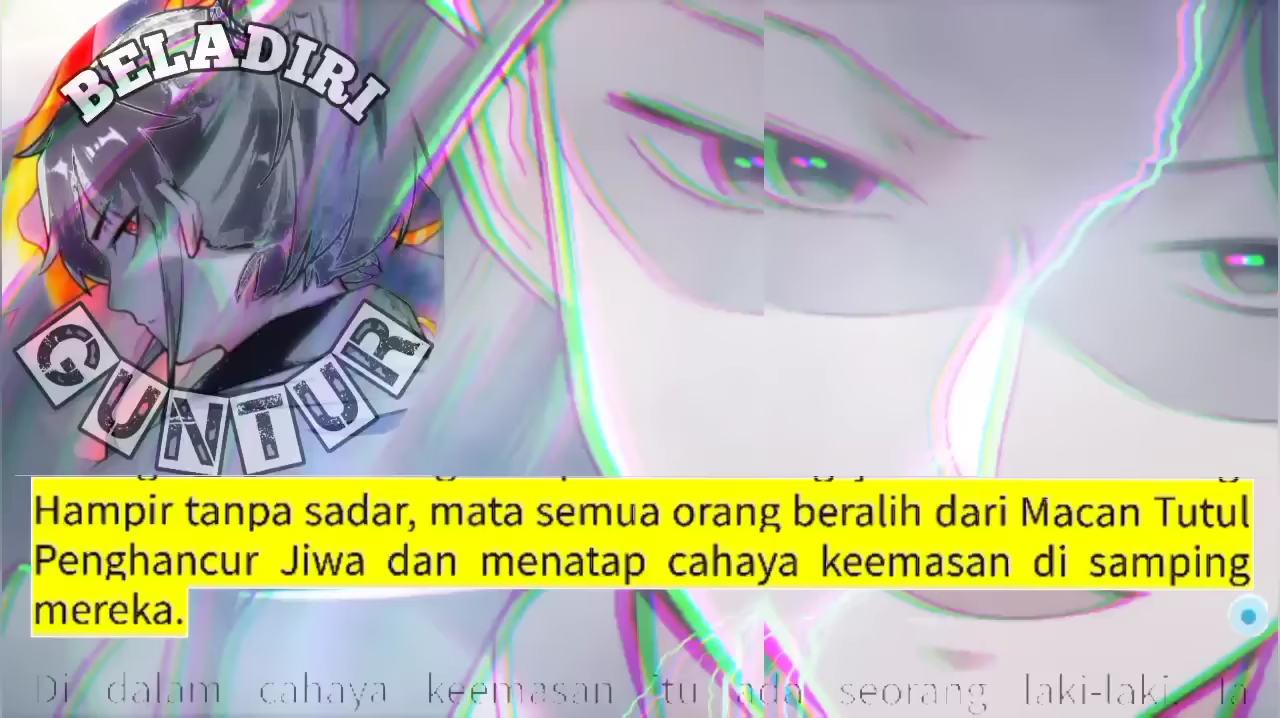 BELADIRI
GUNTUR
Hampir tanpa sadar, mata semua orang beralih dari Macan Tutul
Penghancur Jiwa dan menatap cahaya keemasan di samping
mereka.
Di dalam cahaya keemasan itu ada seorang laki-laki. Ia